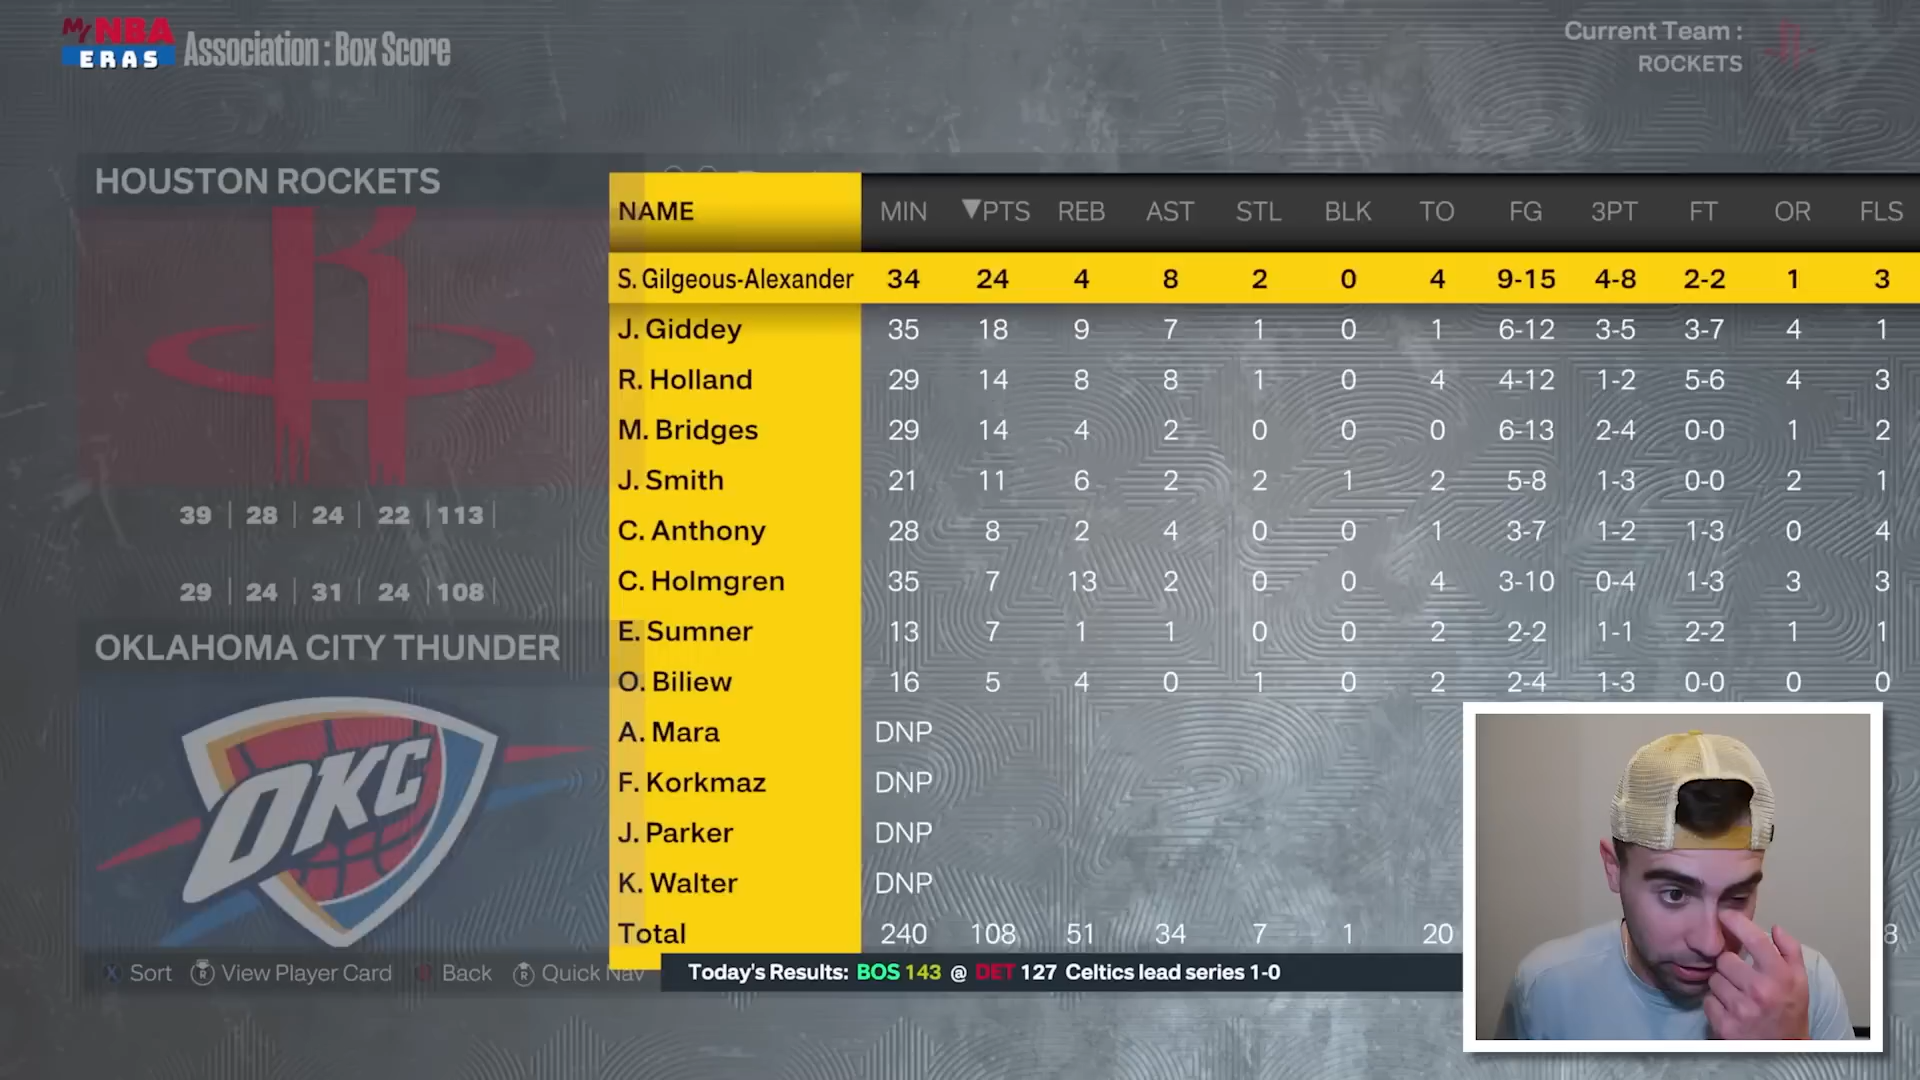 My NBA ERAS Association : Box Score
Current Team :
ROCKETS
HOUSTON ROCKETS
39 | 28 | 24 | 22 | 113 |
29 | 24 | 31 | 24 | 108 |
OKLAHOMA CITY THUNDER
OKC
NAME MIN ▼PTS REB AST STL BLK TO FG 3PT FT OR FLS
S. Gilgeous-Alexander 34 24 4 8 2 0 4 9-15 4-8 2-2 1 3
J. Giddey 35 18 9 7 1 0 1 6-12 3-5 3-7 4 1
R. Holland 29 14 8 8 1 0 4 4-12 1-2 5-6 4 3
M. Bridges 29 14 4 2 0 0 0 6-13 2-4 0-0 1 2
J. Smith 21 11 6 2 2 1 2 5-8 1-3 0-0 2 1
C. Anthony 28 8 2 4 0 0 1 3-7 1-2 1-3 0 4
C. Holmgren 35 7 13 2 0 0 4 3-10 0-4 1-3 3 3
E. Sumner 13 7 1 1 0 0 2 2-2 1-1 2-2 1 1
O. Biliew 16 5 4 0 1 0 2 2-4 1-3 0-0 0 0
A. Mara DNP
F. Korkmaz DNP
J. Parker DNP
K. Walter DNP
Total 240 108 51 34 7 1 20 8
X Sort R View Player Card Back R Quick Nav
Today's Results: BOS 143 @ DET 127 Celtics lead series 1-0